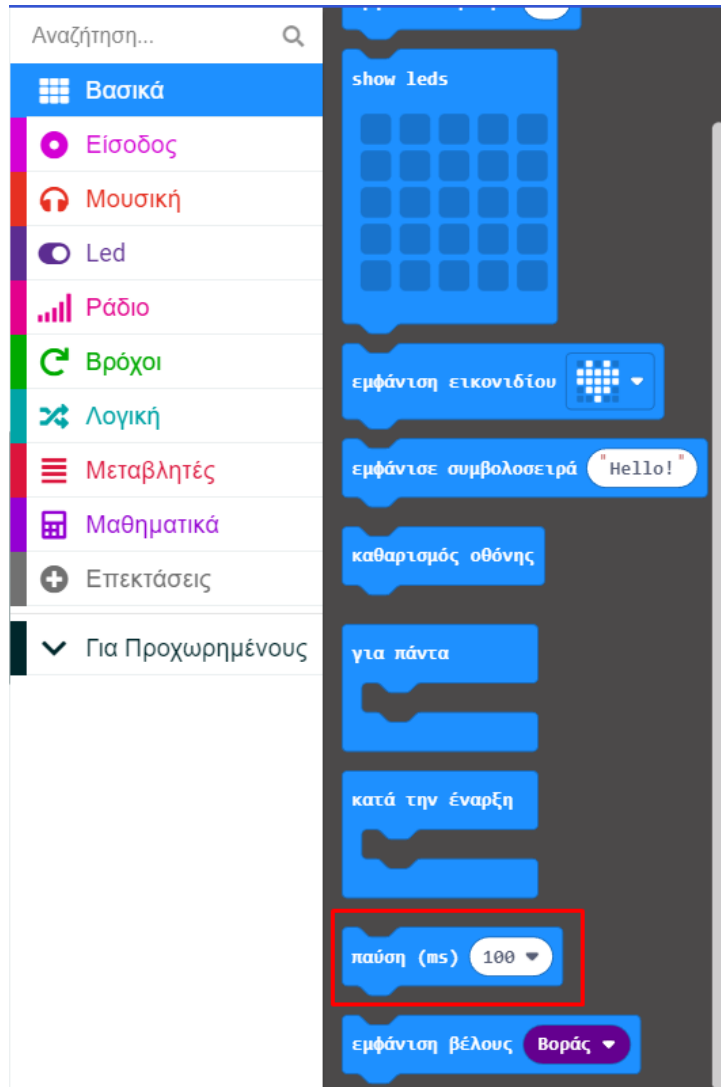 Αναζήτηση...
Βασικά
Είσοδος
Μουσική
Led
Ράδιο
Βρόχοι
Λογική
Μεταβλητές
Μαθηματικά
Επεκτάσεις
Για Προχωρημένους
show leds
εμφάνιση εικονιδίου
εμφάνισε συμβολοσειρά "Hello!"
καθαρισμός οθόνης
για πάντα
κατά την έναρξη
παύση (ms) 100
εμφάνιση βέλους Βοράς